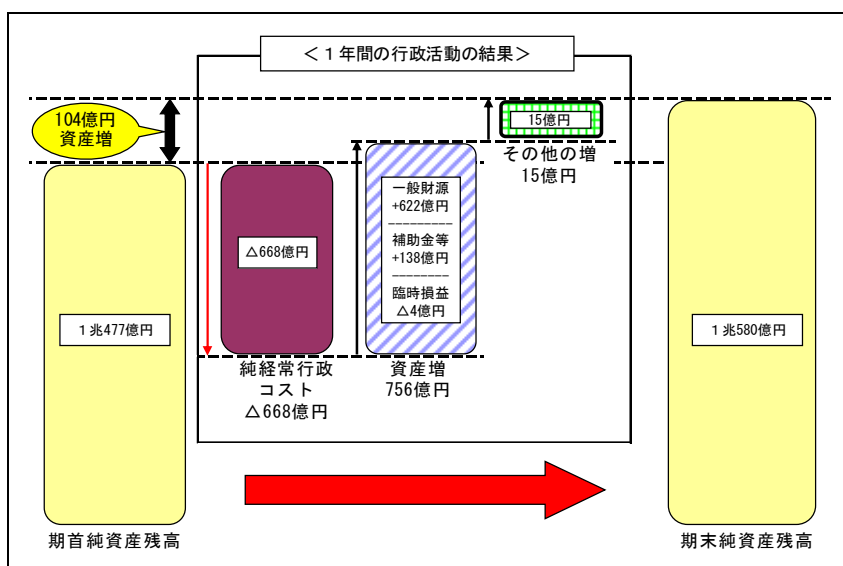 ＜１年間の行政活動の結果＞
104億円
資産増
15億円
その他の増
15億円
一般財源
+622億円
---------
補助金等
+138億円
--------
臨時損益
△4億円
△668億円
１兆477億円
１兆580億円
純経常行政
コスト
△668億円
資産増
756億円
期首純資産残高
期末純資産残高